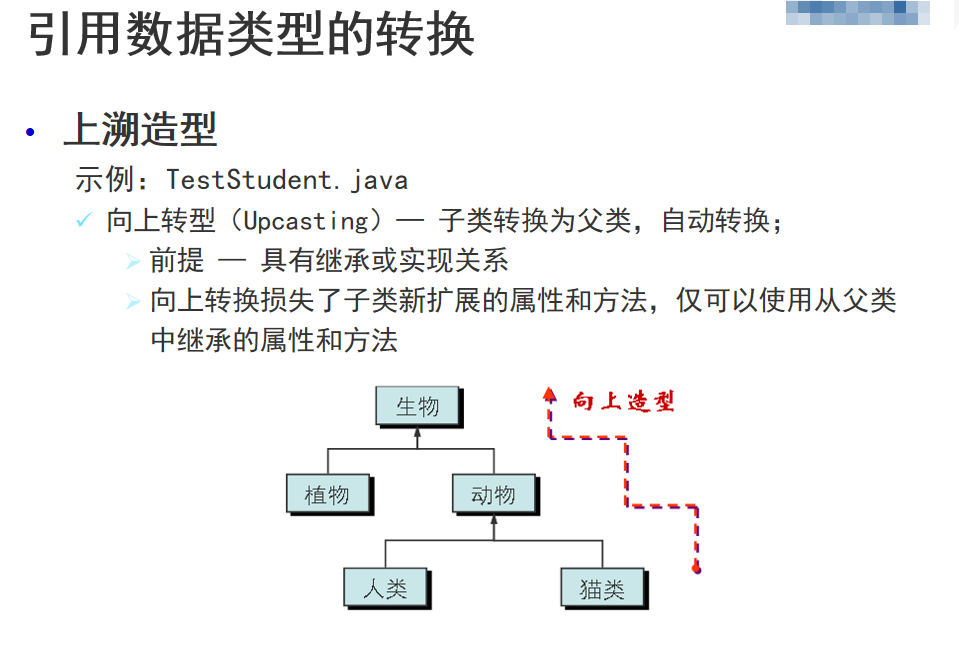 引用数据类型的转换
上溯造型
示例：TestStudent.java
向上转型（Upcasting）— 子类转换为父类，自动转换；
前提 — 具有继承或实现关系
向上转换损失了子类新扩展的属性和方法，仅可以使用从父类
中继承的属性和方法
生物
向上造型
植物
动物
人类
猫类